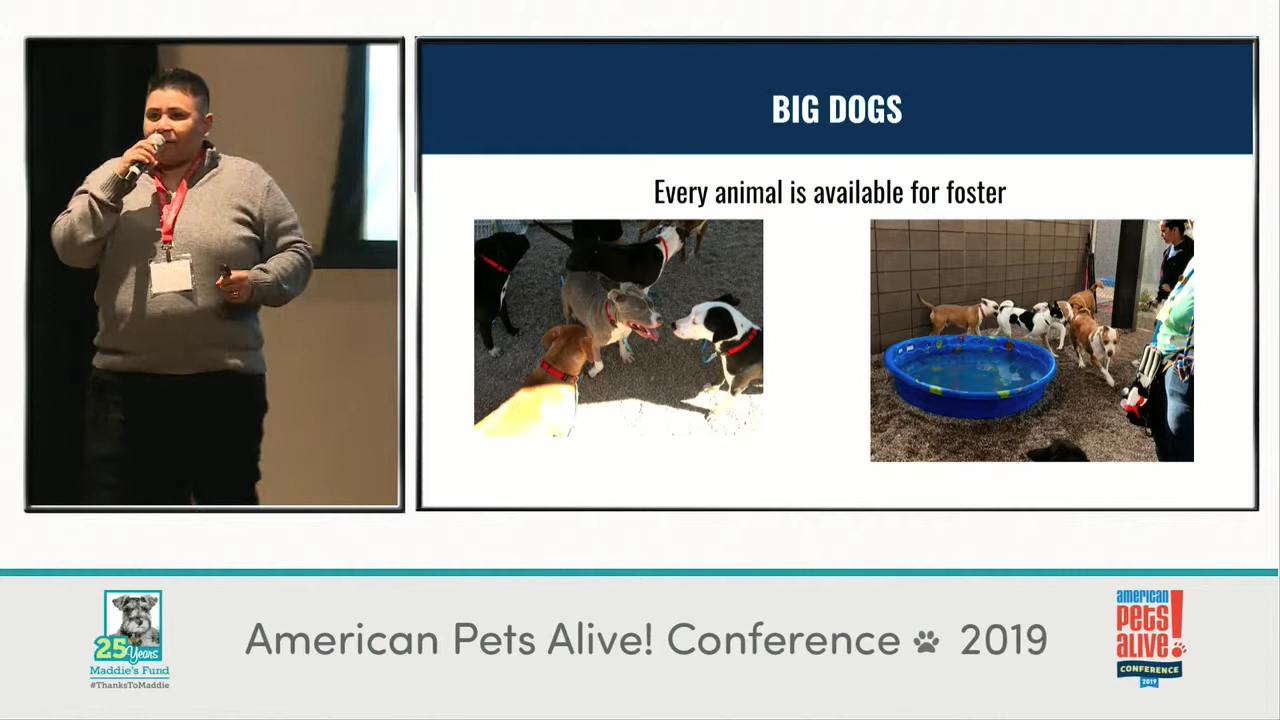 BIG DOGS
Every animal is available for foster
25 Years
Maddie's Fund
#ThanksToMaddie
American Pets Alive! Conference 2019
american
pets
alive!
CONFERENCE
2019